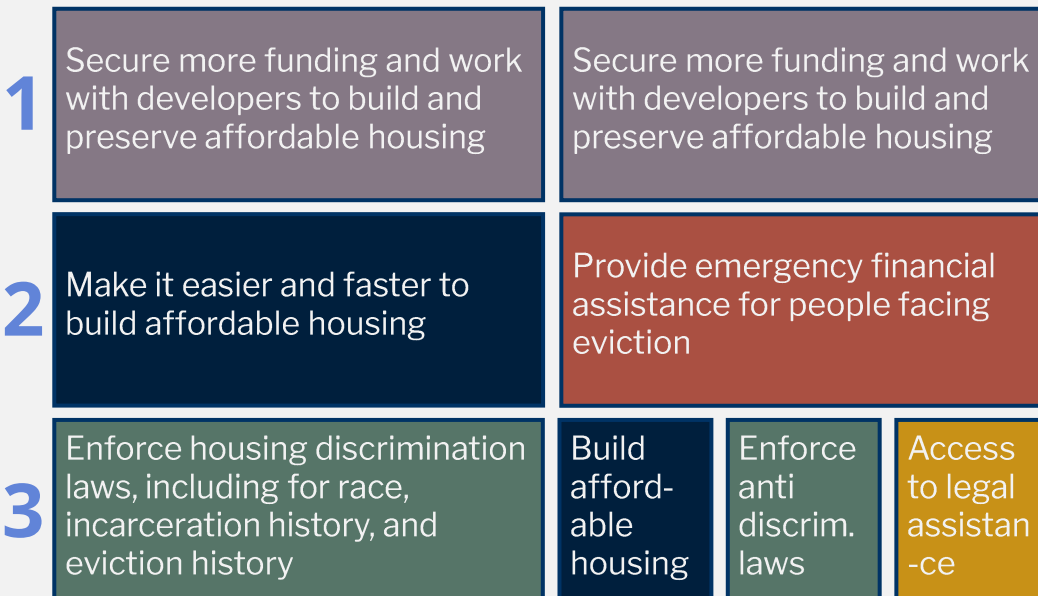 1
Secure more funding and work
with developers to build and
preserve affordable housing
Secure more funding and work
with developers to build and
preserve affordable housing
2
Make it easier and faster to
build affordable housing
Provide emergency financial
assistance for people facing
eviction
3
Enforce housing discrimination
laws, including for race,
incarceration history, and
eviction history
Build
afford-
able
housing
Enforce
anti
discrim.
laws
Access
to legal
assistan
-ce